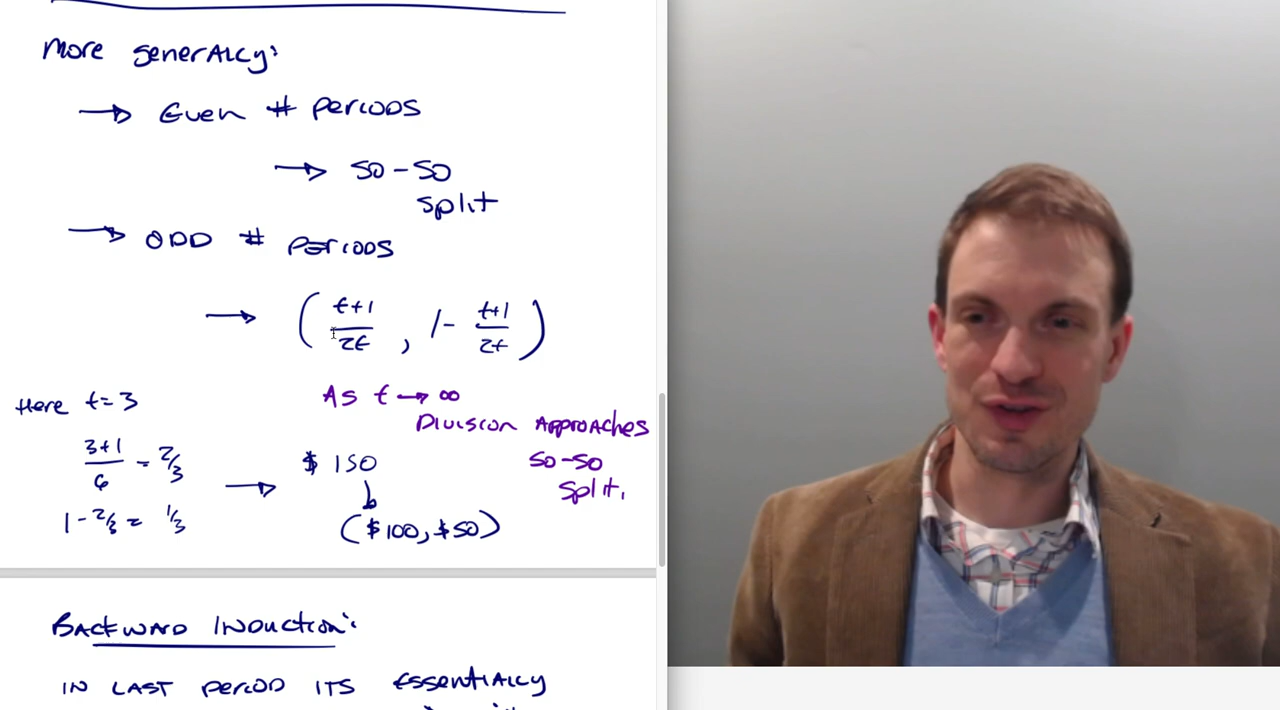 More generally:
→ Even # periods
→ 50-50
split
→ ODD # periods
→ ( t+1/2t , 1- t+1/2t )
Here t=3
As t → ∞
Division Approaches
50-50
split.
3+1/6 = 2/3
1-2/3 = 1/3
→ $150
($100, $50)
Backward Induction:
In last period its essentially